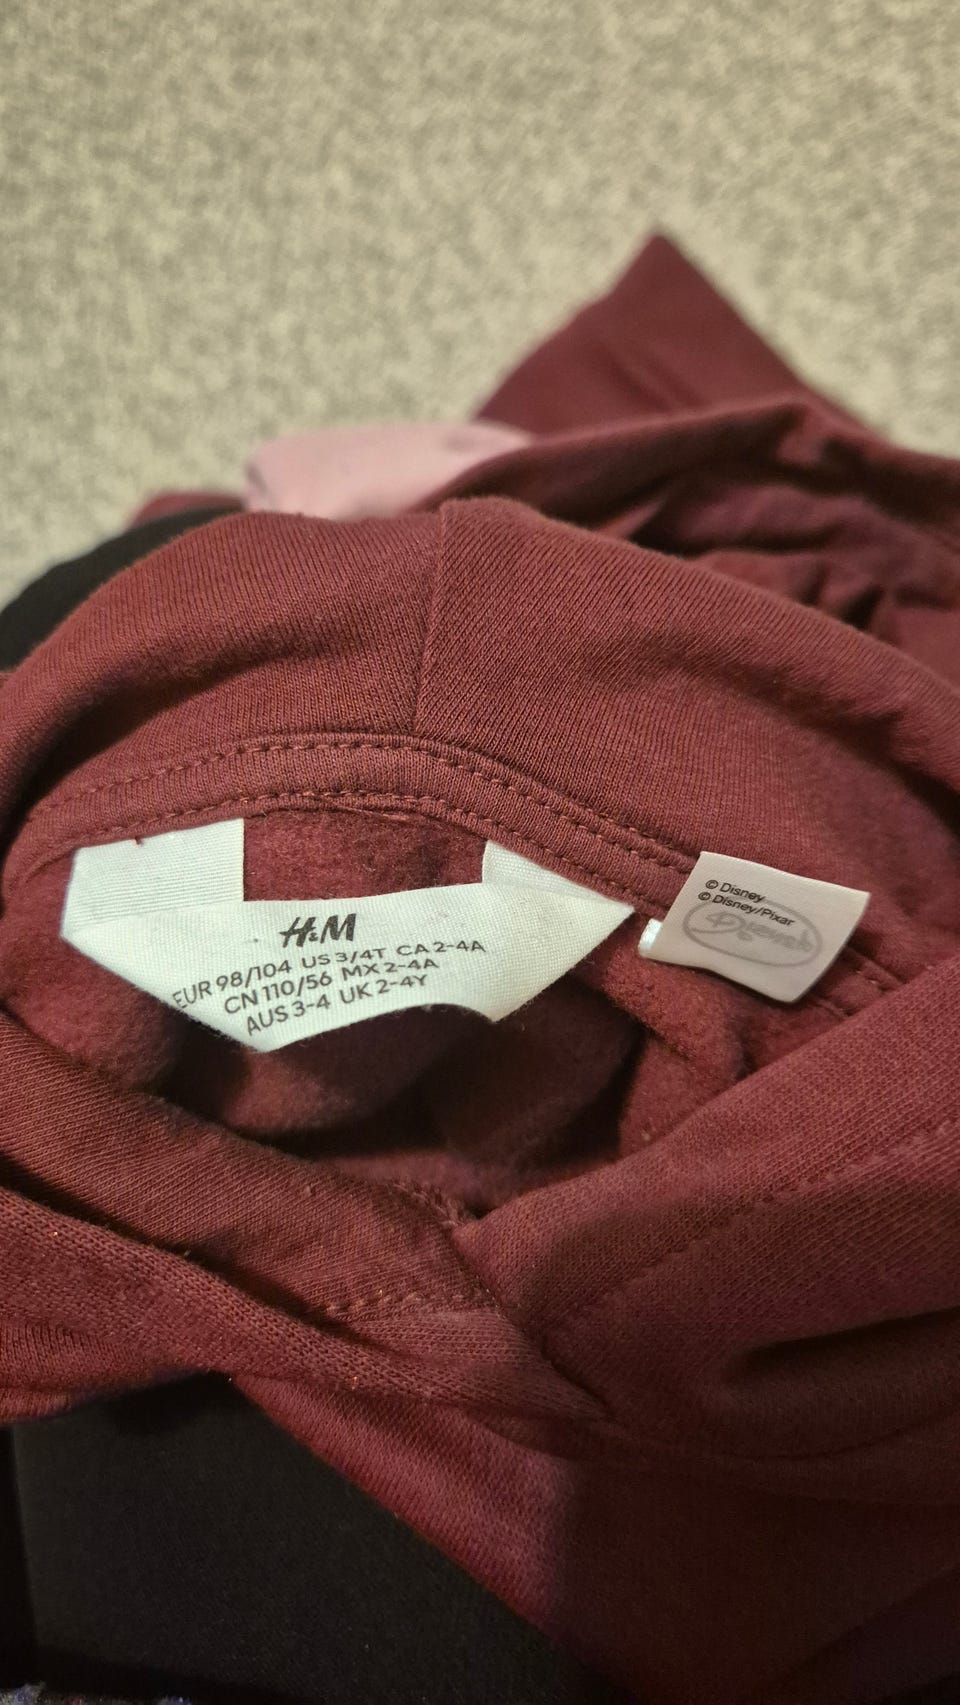 H&M
EUR 98/104 US 3/4T CA 2-4A
CN 110/56 MX 2-4A
AUS 3-4 UK 2-4Y
© Disney
© Disney/Pixar